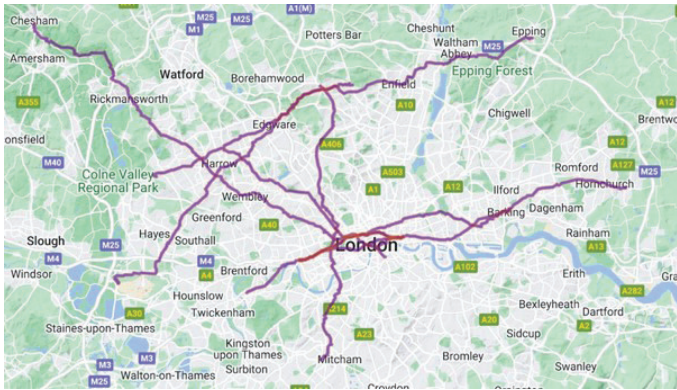 Chesham
M25
A1(M)
M25
M1
Potters Bar
Cheshunt
Epping
Amersham
Waltham
Abbey
M25
Watford
Borehamwood
Enfield
Epping Forest
A355
Rickmansworth
A10
A12
Chigwell
Brentwo
Edgware
onsfield
A406
A12
M40
Harrow
A503
Romford
A127
M25
Colne Valley
Regional Park
A1
A12
Ilford
Hornchurch
Wembley
Barking
Dagenham
Greenford
A40
Rainham
Slough
Hayes
Southall
London
A13
M25
M4
M4
Windsor
A4
Brentford
A102
Erith
Gra
A282
Hounslow
A30
A214
Bexleyheath
Dartford
Twickenham
A20
A2
Staines-upon-Thames
A23
Sidcup
Kingston
upon Thames
M3
M3
Mitcham
Bromley
Swanley
Surbiton
Walton-on-Thames
M25
Croydon